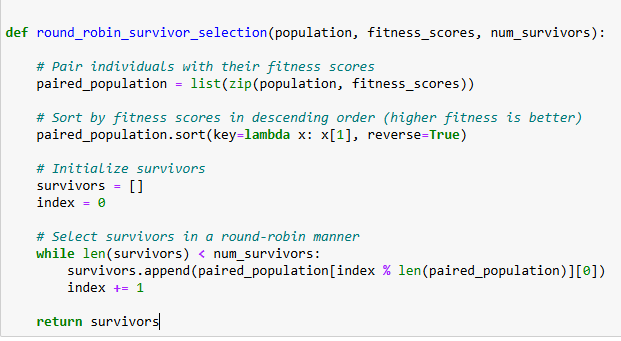 def round_robin_survivor_selection(population, fitness_scores, num_survivors):
    # Pair individuals with their fitness scores
    paired_population = list(zip(population, fitness_scores))
    # Sort by fitness scores in descending order (higher fitness is better)
    paired_population.sort(key=lambda x: x[1], reverse=True)
    # Initialize survivors
    survivors = []
    index = 0
    # Select survivors in a round-robin manner
    while len(survivors) < num_survivors:
        survivors.append(paired_population[index % len(paired_population)][0])
        index += 1
    return survivors